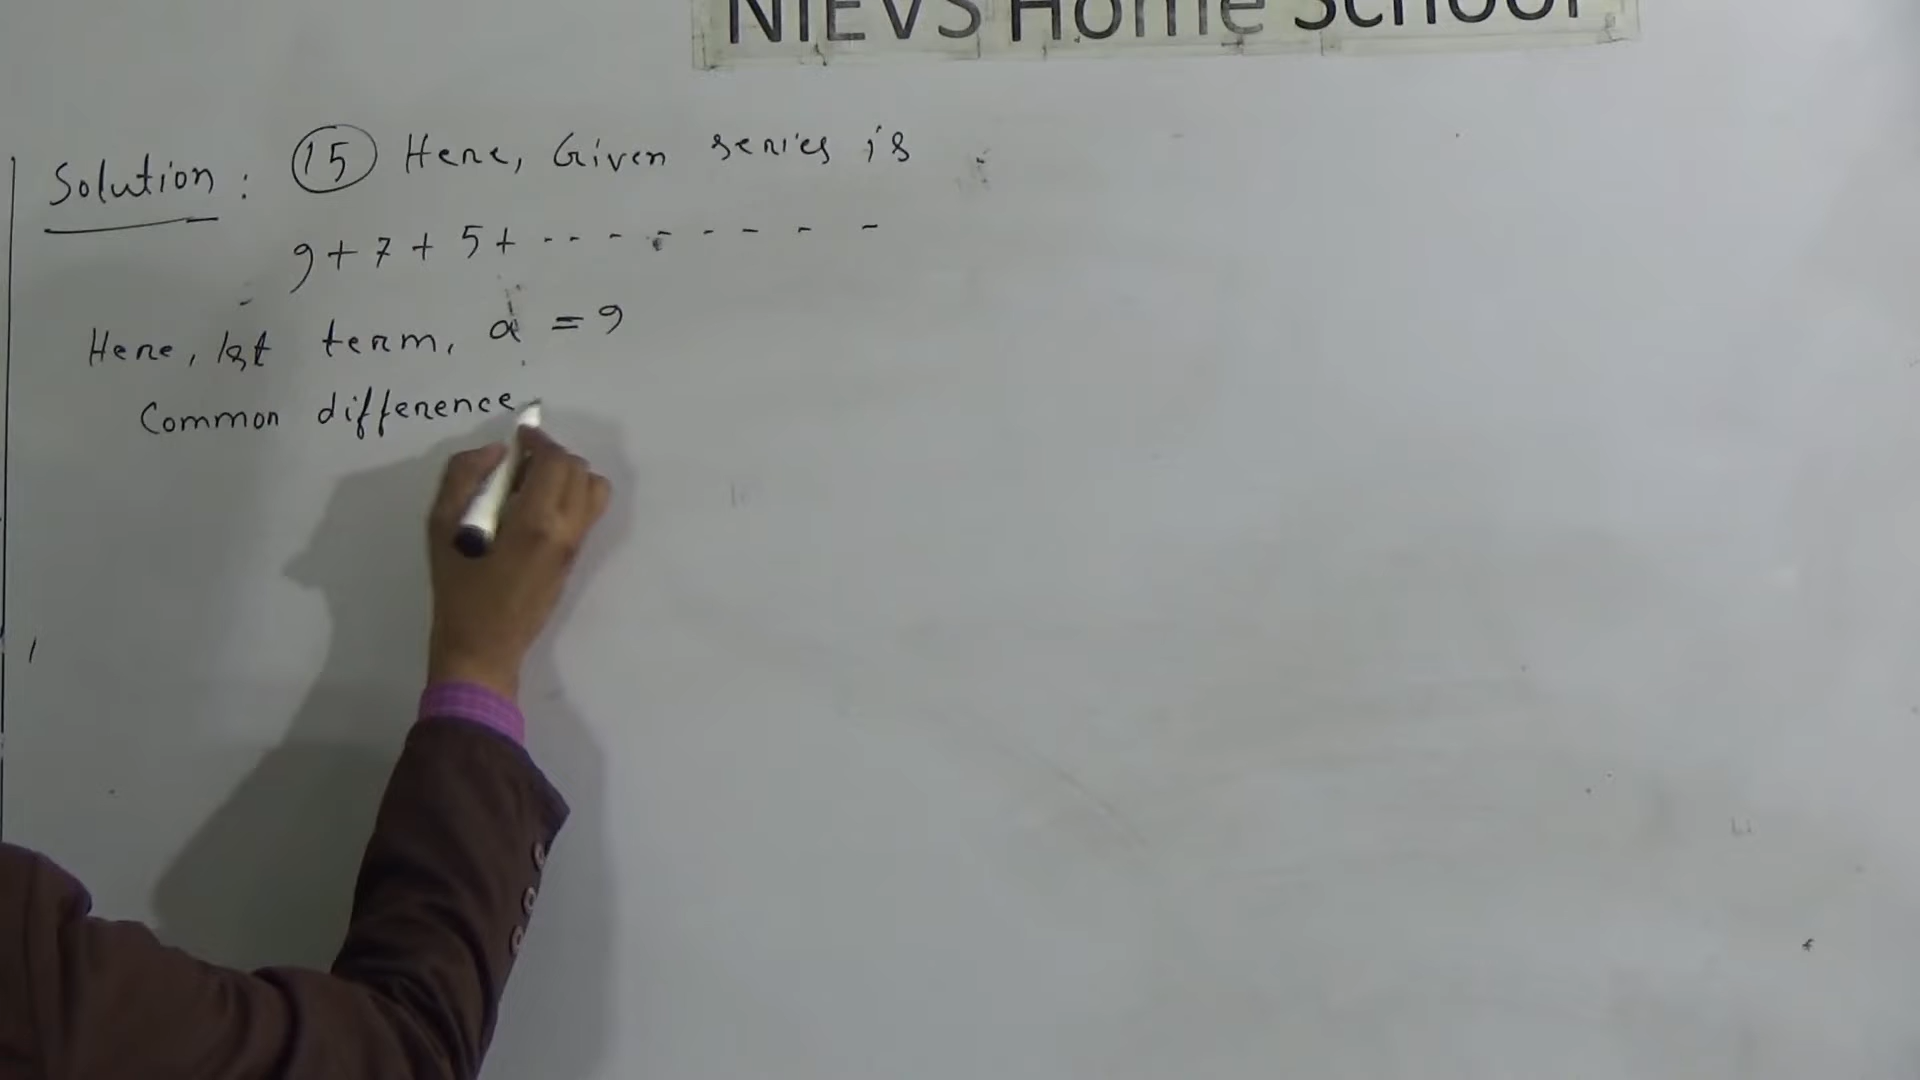 NIEVS Home School
Solution: 15 Here, Given series is
9 + 7 + 5 + - - - - - - - -
Here, 1st term, a = 9
Common difference,